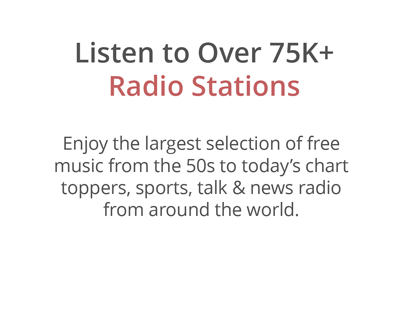 Listen to Over 75K+
Radio Stations
Enjoy the largest selection of free
music from the 50s to today’s chart
toppers, sports, talk & news radio
from around the world.